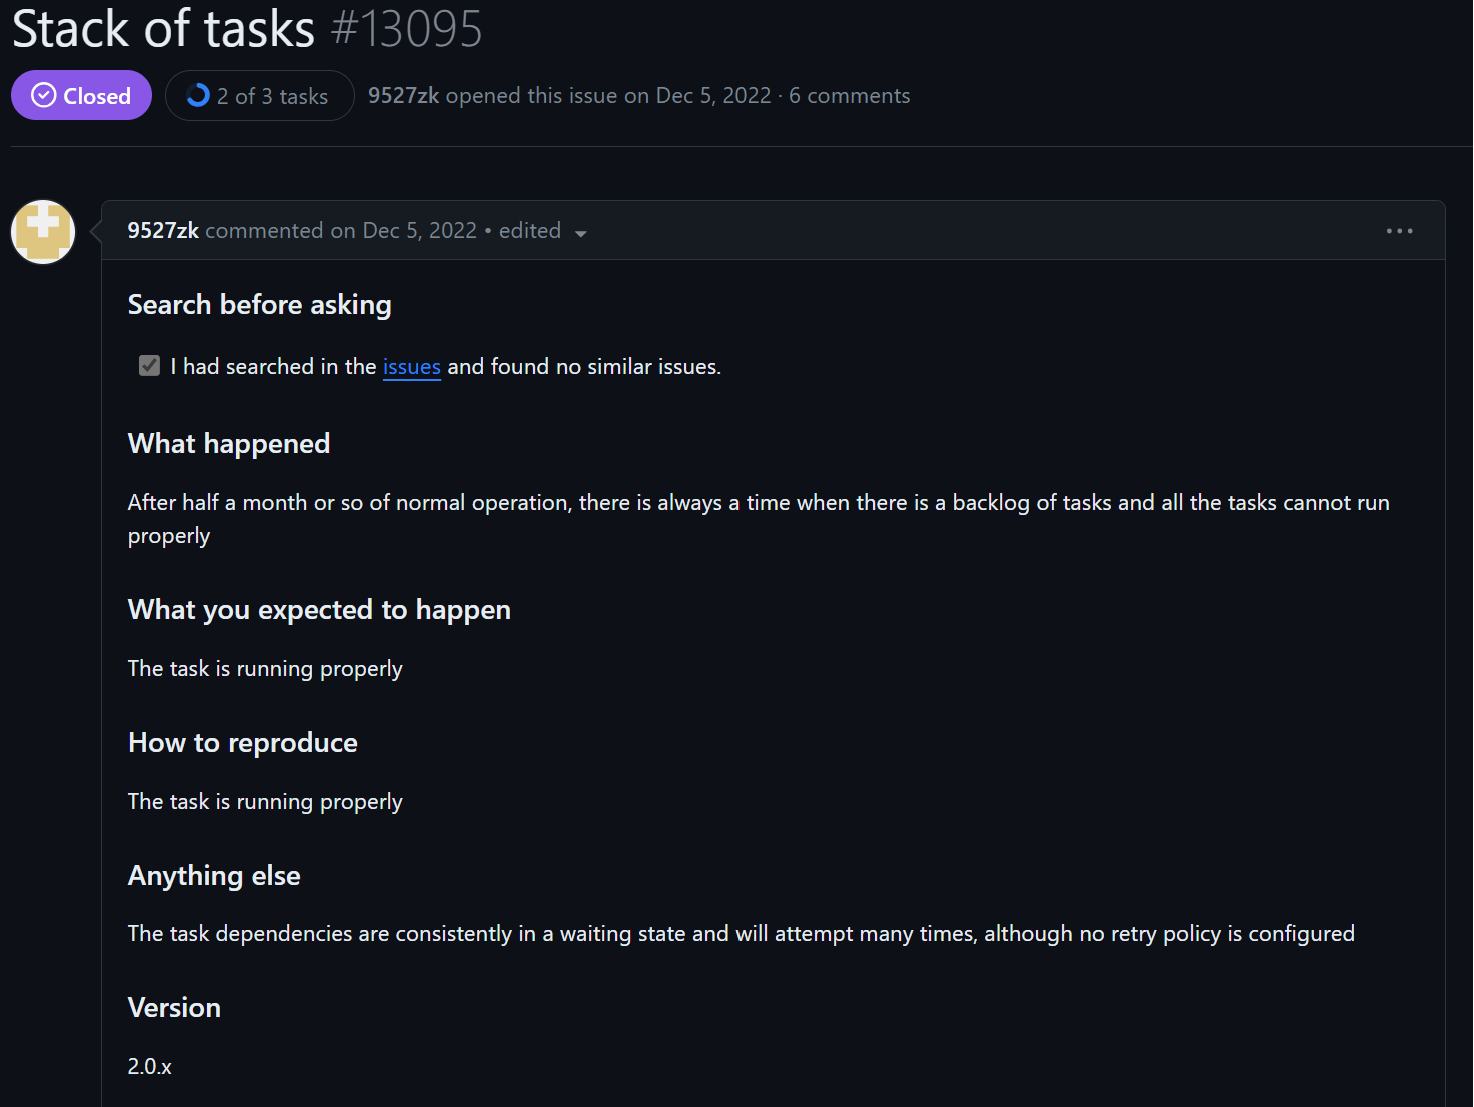 Stack of tasks #13095
Closed
2 of 3 tasks
9527zk opened this issue on Dec 5, 2022 · 6 comments
9527zk commented on Dec 5, 2022 • edited
Search before asking
I had searched in the issues and found no similar issues.
What happened
After half a month or so of normal operation, there is always a time when there is a backlog of tasks and all the tasks cannot run
properly
What you expected to happen
The task is running properly
How to reproduce
The task is running properly
Anything else
The task dependencies are consistently in a waiting state and will attempt many times, although no retry policy is configured
Version
2.0.x